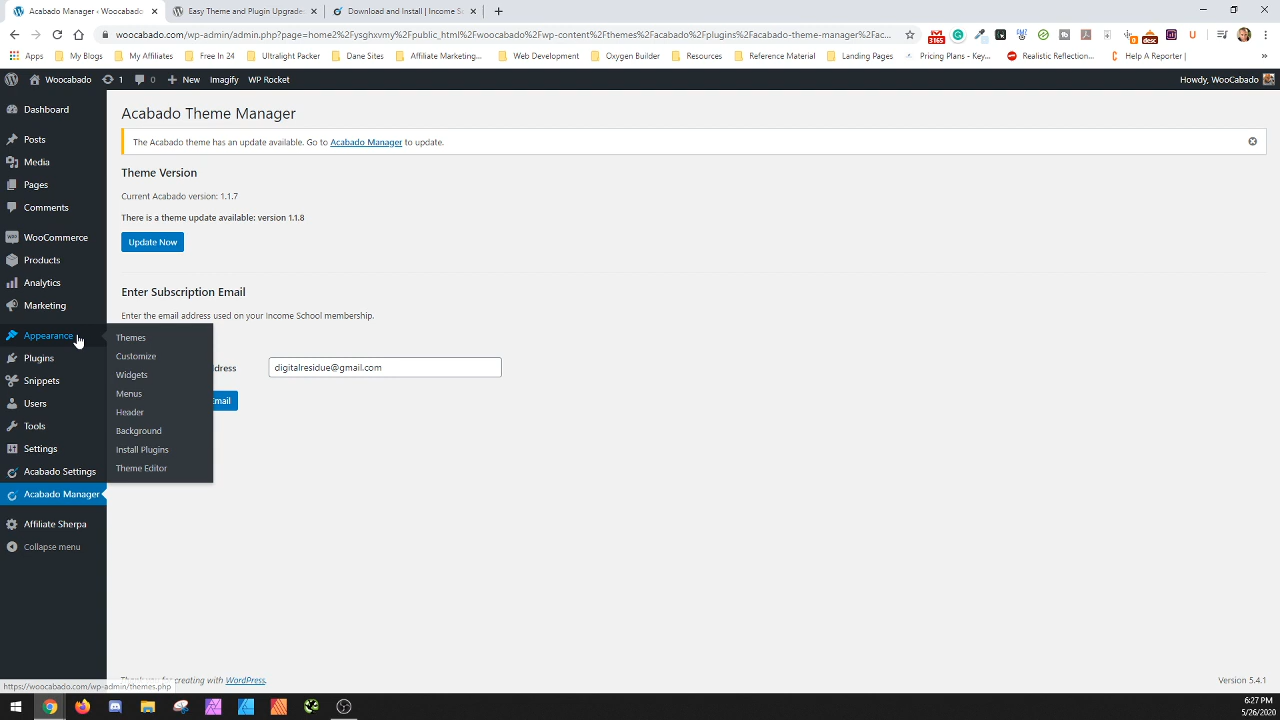 Acabado Manager ‹ Woocabado
Easy Theme and Plugin Upgrade
Download and Install | Income S
woocabado.com/wp-admin/admin.php?page=home2%2Fysghxvmy%2Fpublic_html%2Fwoocabado%2Fwp-content%2Fthemes%2Facabado%2Fplugins%2Facabado-theme-manager%2Fac...
3165
desc
Apps
My Blogs
My Affiliates
Free In 24
Ultralight Packer
Dane Sites
Affiliate Marketing...
Web Development
Oxygen Builder
Resources
Reference Material
Landing Pages
Pricing Plans - Key...
Realistic Reflection...
Help A Reporter |
»
Woocabado
1
0
New
Imagify
WP Rocket
Howdy, WooCabado
Dashboard
Posts
Media
Pages
Comments
WooCommerce
Products
Analytics
Marketing
Appearance
Plugins
Snippets
Users
Tools
Settings
Acabado Settings
Acabado Manager
Affiliate Sherpa
Collapse menu
Themes
Customize
Widgets
Menus
Header
Background
Install Plugins
Theme Editor
Acabado Theme Manager
The Acabado theme has an update available. Go to Acabado Manager to update.
Theme Version
Current Acabado version: 1.1.7
There is a theme update available: version 1.1.8
Update Now
Enter Subscription Email
Enter the email address used on your Income School membership.
dress
digitalresidue@gmail.com
Email
for creating with WordPress.
Version 5.4.1
https://woocabado.com/wp-admin/themes.php
6:27 PM
5/26/2020